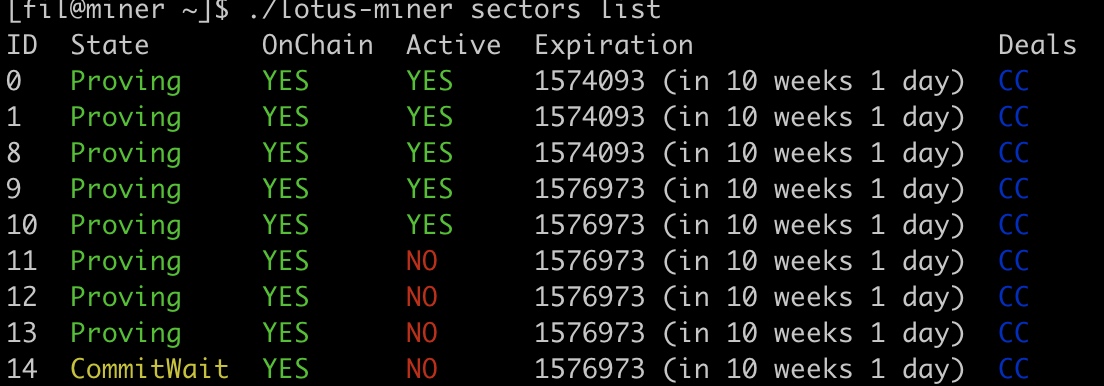 [fil@miner ~]$ ./lotus-miner sectors list
ID State OnChain Active Expiration Deals
0 Proving YES YES 1574093 (in 10 weeks 1 day) CC
1 Proving YES YES 1574093 (in 10 weeks 1 day) CC
8 Proving YES YES 1574093 (in 10 weeks 1 day) CC
9 Proving YES YES 1576973 (in 10 weeks 1 day) CC
10 Proving YES YES 1576973 (in 10 weeks 1 day) CC
11 Proving YES NO 1576973 (in 10 weeks 1 day) CC
12 Proving YES NO 1576973 (in 10 weeks 1 day) CC
13 Proving YES NO 1576973 (in 10 weeks 1 day) CC
14 CommitWait YES NO 1576973 (in 10 weeks 1 day) CC